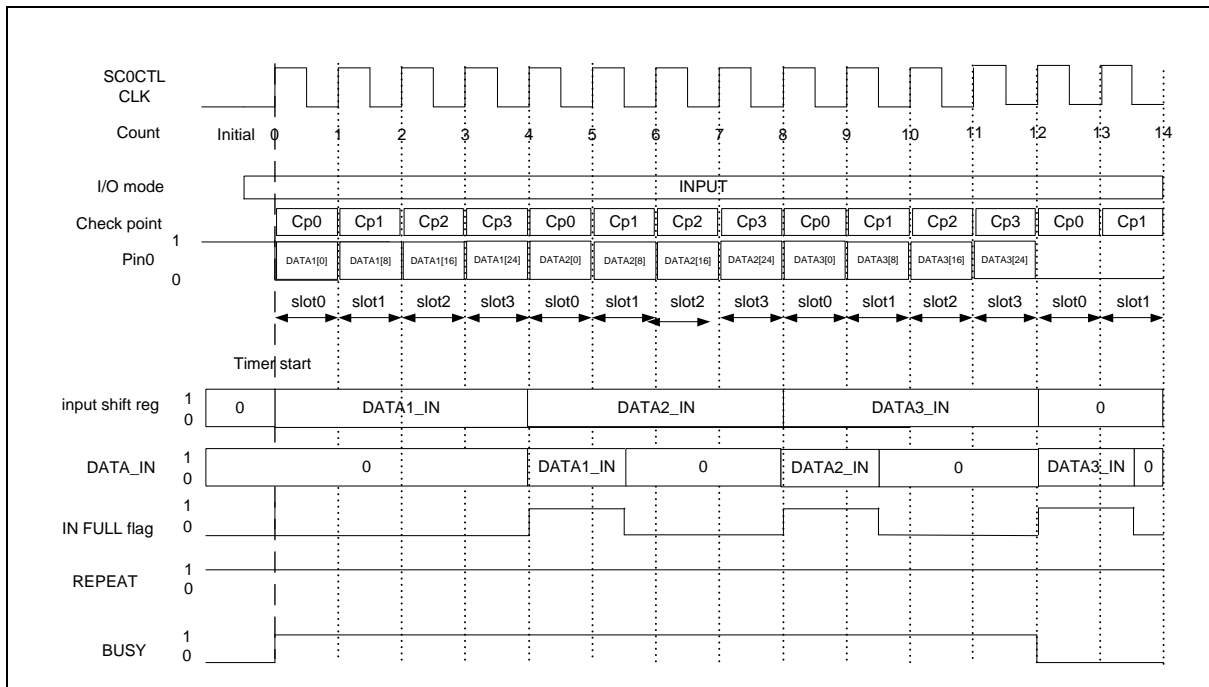 SC0CTL
CLK
Count Initial 0 1 2 3 4 5 6 7 8 9 10 11 12 13 14
I/O mode INPUT
Check point Cp0 Cp1 Cp2 Cp3 Cp0 Cp1 Cp2 Cp3 Cp0 Cp1 Cp2 Cp3 Cp0 Cp1
1
Pin0 DATA1[0] DATA1[8] DATA1[16] DATA1[24] DATA2[0] DATA2[8] DATA2[16] DATA2[24] DATA3[0] DATA3[8] DATA3[16] DATA3[24]
0
slot0 slot1 slot2 slot3 slot0 slot1 slot2 slot3 slot0 slot1 slot2 slot3 slot0 slot1
Timer start
input shift reg 1 0 DATA1_IN DATA2_IN DATA3_IN 0
0
1
DATA_IN 0 DATA1_IN 0 DATA2_IN 0 DATA3_IN 0
0
1
IN FULL flag 0
REPEAT 1
0
1
BUSY 0